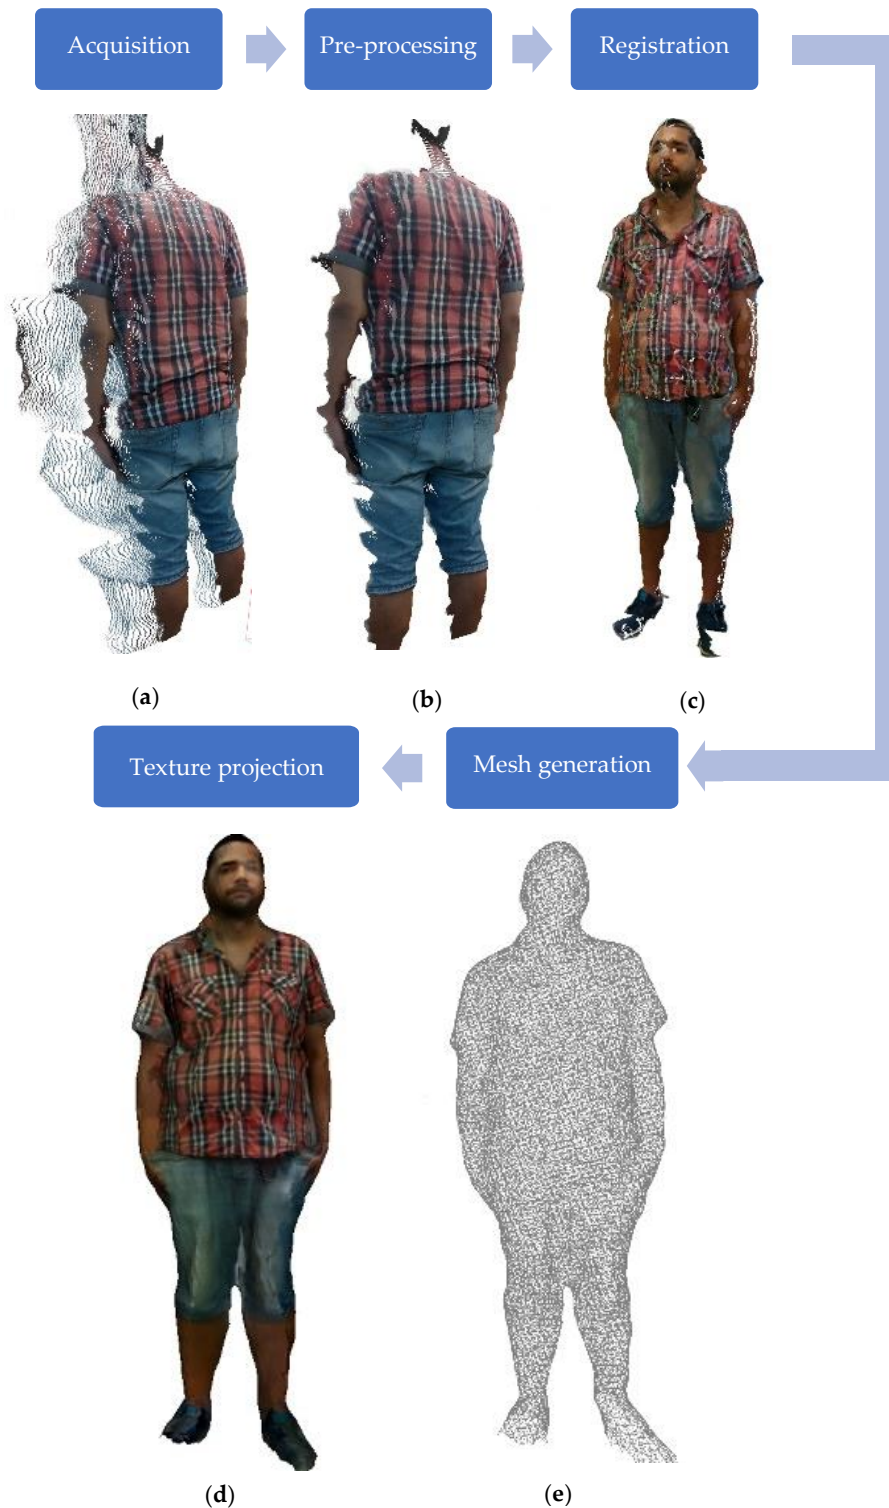 Acquisition
Pre-processing
Registration
(a)
(b)
(c)
Texture projection
Mesh generation
(d)
(e)